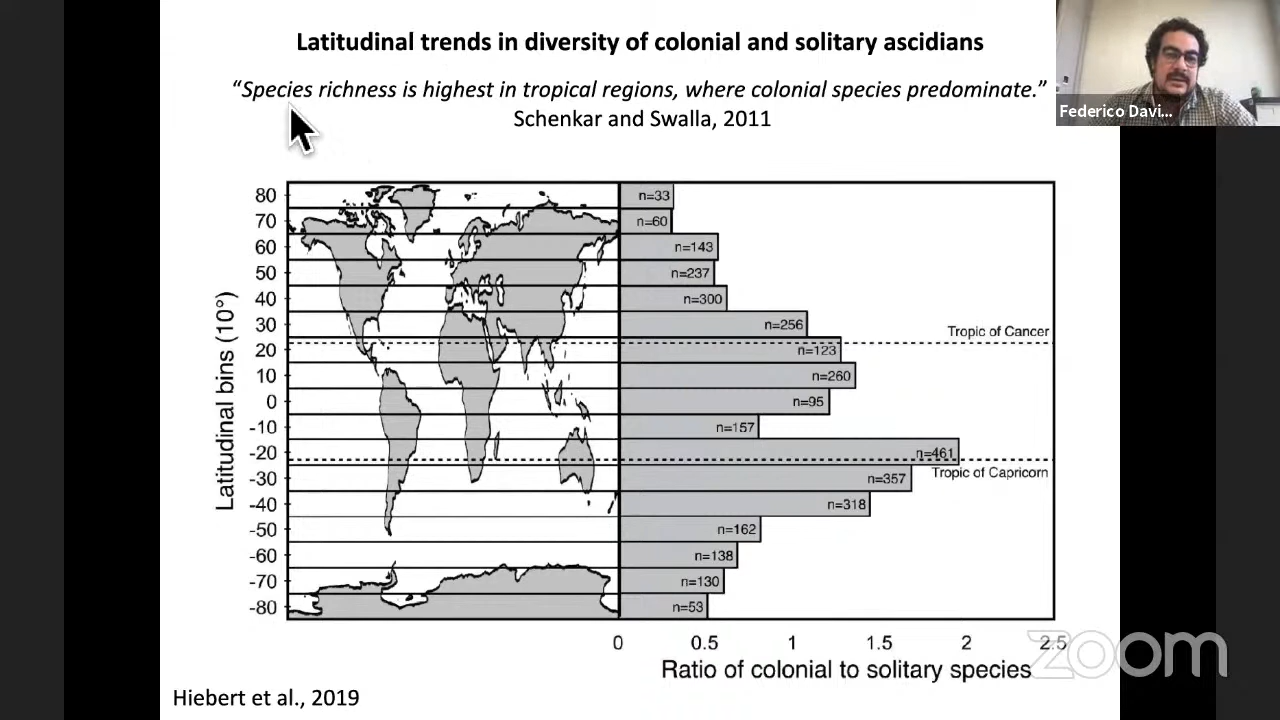 Latitudinal trends in diversity of colonial and solitary ascidians
“Species richness is highest in tropical regions, where colonial species predominate.”
Schenkar and Swalla, 2011
Federico Davi...
Latitudinal bins (10°)
80
70
60
50
40
30
20
10
0
-10
-20
-30
-40
-50
-60
-70
-80
n=33
n=60
n=143
n=237
n=300
n=256
Tropic of Cancer
n=123
n=260
n=95
n=157
n=461
Tropic of Capricorn
n=357
n=318
n=162
n=138
n=130
n=53
0 0.5 1 1.5 2 2.5
Ratio of colonial to solitary species
zoom
Hiebert et al., 2019